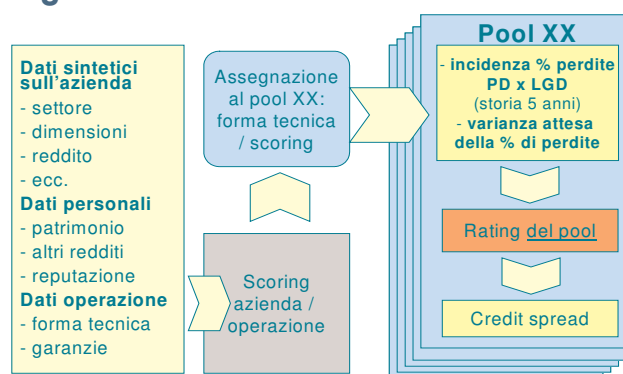 Dati sintetici
sull'azienda
- settore
- dimensioni
- reddito
- ecc.
Dati personali
- patrimonio
- altri redditi
- reputazione
Dati operazione
- forma tecnica
- garanzie
Assegnazione
al pool XX:
forma tecnica
/ scoring
Scoring
azienda /
operazione
Pool XX
- incidenza % perdite
PD x LGD
(storia 5 anni)
- varianza attesa
della % di perdite
Rating del pool
Credit spread